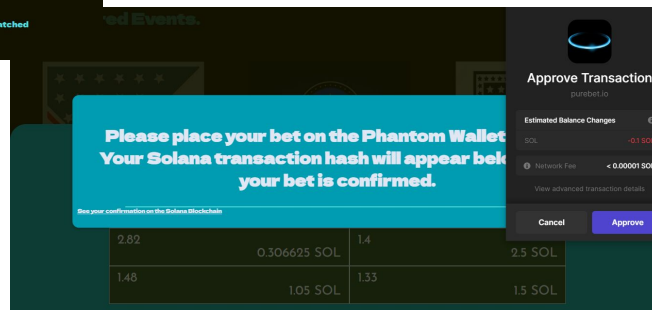 atched
red Events.
Approve Transaction
purebet.io
Estimated Balance Changes
SOL -0.1 SO
Network Fee < 0.00001 SO
View advanced transaction details
Cancel Approve
Please place your bet on the Phantom Wallet
Your Solana transaction hash will appear bel
your bet is confirmed.
See your confirmation on the Solana Blockchain
2.82 1.4
0.306625 SOL 2.5 SOL
1.48 1.33
1.05 SOL 1.5 SOL